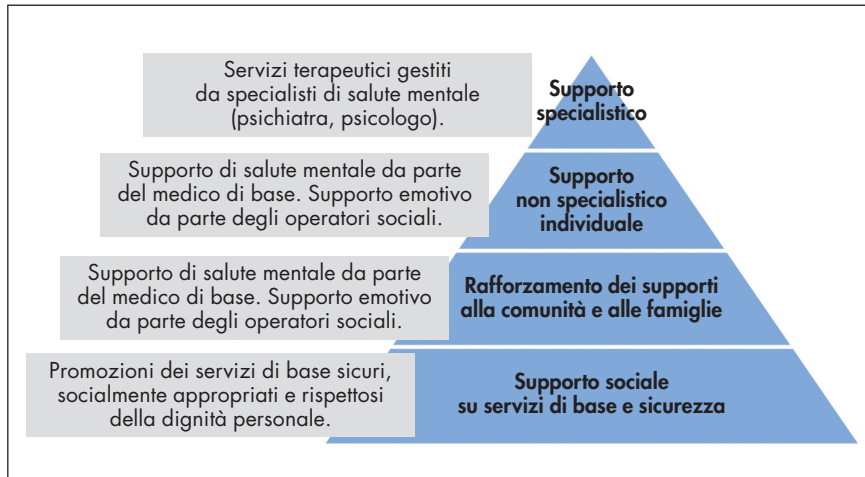 Servizi terapeutici gestiti
da specialisti di salute mentale
(psichiatra, psicologo).
Supporto
specialistico
Supporto di salute mentale da parte
del medico di base. Supporto emotivo
da parte degli operatori sociali.
Supporto
non specialistico
individuale
Supporto di salute mentale da parte
del medico di base. Supporto emotivo
da parte degli operatori sociali.
Rafforzamento dei supporti
alla comunità e alle famiglie
Promozioni dei servizi di base sicuri,
socialmente appropriati e rispettosi
della dignità personale.
Supporto sociale
su servizi di base e sicurezza